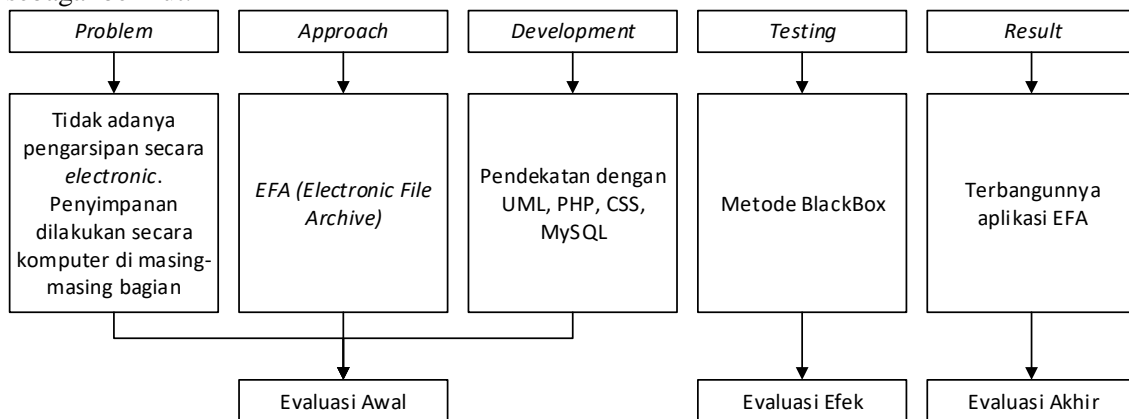 Problem
Approach
Development
Testing
Result
Tidak adanya
pengarsipan secara
electronic.
Penyimpanan
dilakukan secara
komputer di masing-
masing bagian
EFA (Electronic File
Archive)
Pendekatan dengan
UML, PHP, CSS,
MySQL
Metode BlackBox
Terbangunnya
aplikasi EFA
Evaluasi Awal
Evaluasi Efek
Evaluasi Akhir